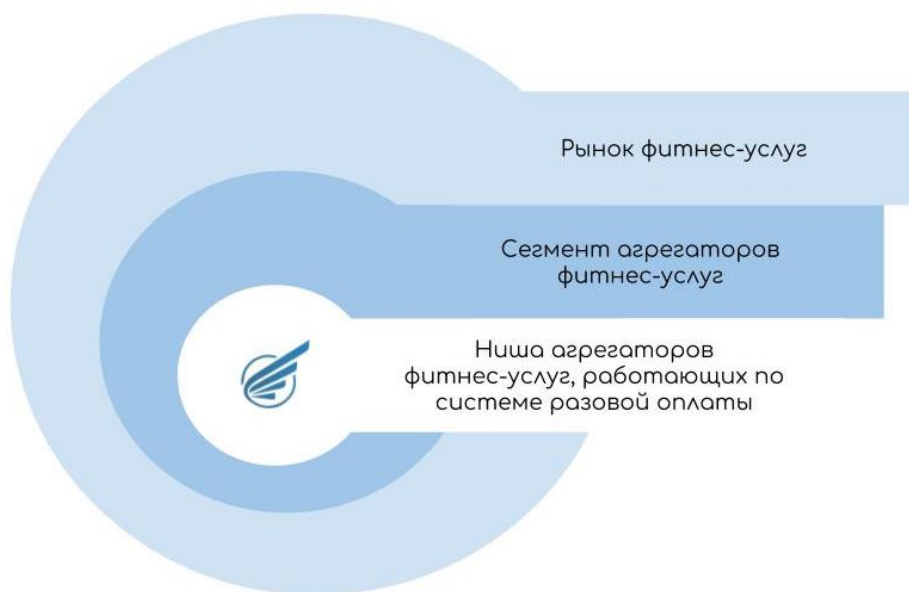 Рынок фитнес-услуг
Сегмент агрегаторов
фитнес-услуг
Ниша агрегаторов
фитнес-услуг, работающих по
системе разовой оплаты